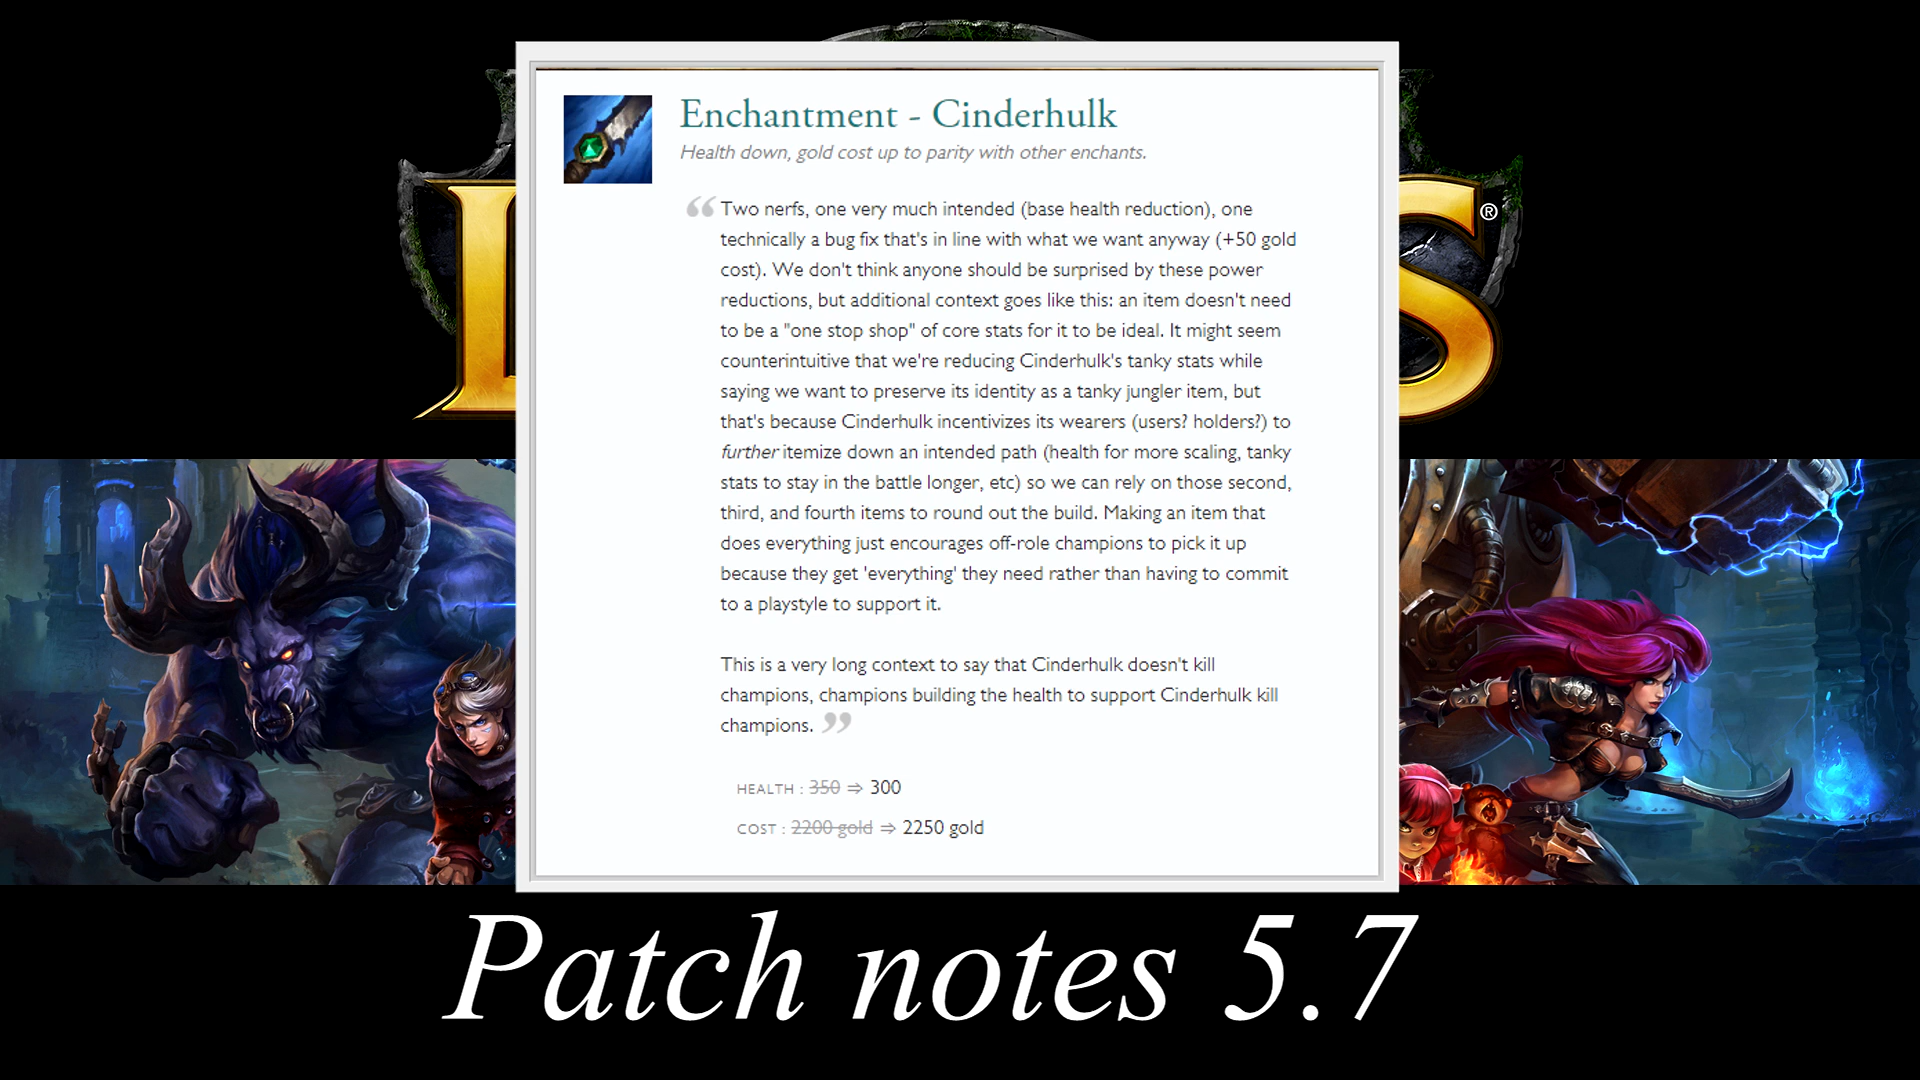 Enchantment - Cinderhulk
Health down, gold cost up to parity with other enchants.
“Two nerfs, one very much intended (base health reduction), one
technically a bug fix that's in line with what we want anyway (+50 gold
cost). We don't think anyone should be surprised by these power
reductions, but additional context goes like this: an item doesn't need
to be a "one stop shop" of core stats for it to be ideal. It might seem
counterintuitive that we're reducing Cinderhulk's tanky stats while
saying we want to preserve its identity as a tanky jungler item, but
that's because Cinderhulk incentivizes its wearers (users? holders?) to
further itemize down an intended path (health for more scaling, tanky
stats to stay in the battle longer, etc) so we can rely on those second,
third, and fourth items to round out the build. Making an item that
does everything just encourages off-role champions to pick it up
because they get 'everything' they need rather than having to commit
to a playstyle to support it.
This is a very long context to say that Cinderhulk doesn't kill
champions, champions building the health to support Cinderhulk kill
champions. ”
HEALTH : 350 ⇒ 300
COST : 2200 gold ⇒ 2250 gold
®
Patch notes 5.7